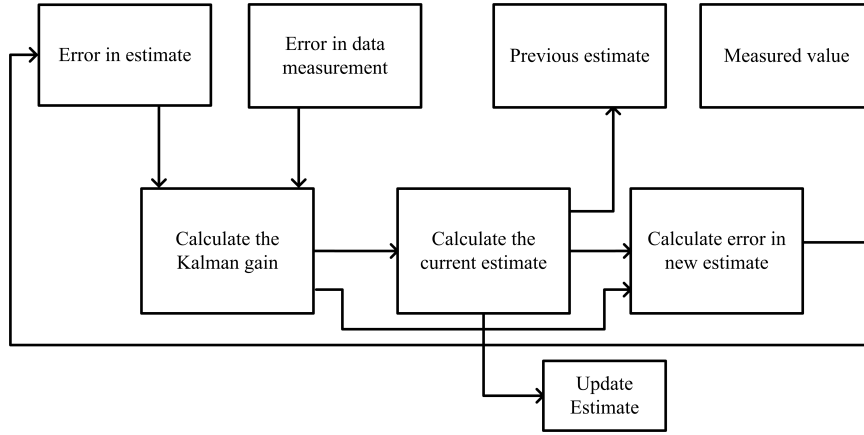 Error in estimate
Error in data
measurement
Previous estimate
Measured value
Calculate the
Kalman gain
Calculate the
current estimate
Calculate error in
new estimate
Update
Estimate